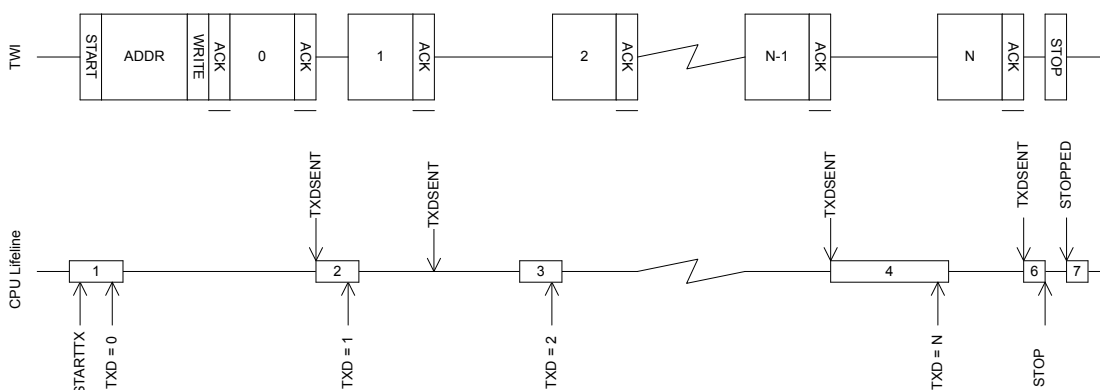 TWI
START
ADDR
WRITE
ACK
0
ACK
1
ACK
2
ACK
N-1
ACK
N
ACK
STOP
CPU Lifeline
TXDSENT
TXDSENT
TXDSENT
TXDSENT
STOPPED
1
2
3
4
6
7
STARTTX
TXD = 0
TXD = 1
TXD = 2
TXD = N
STOP